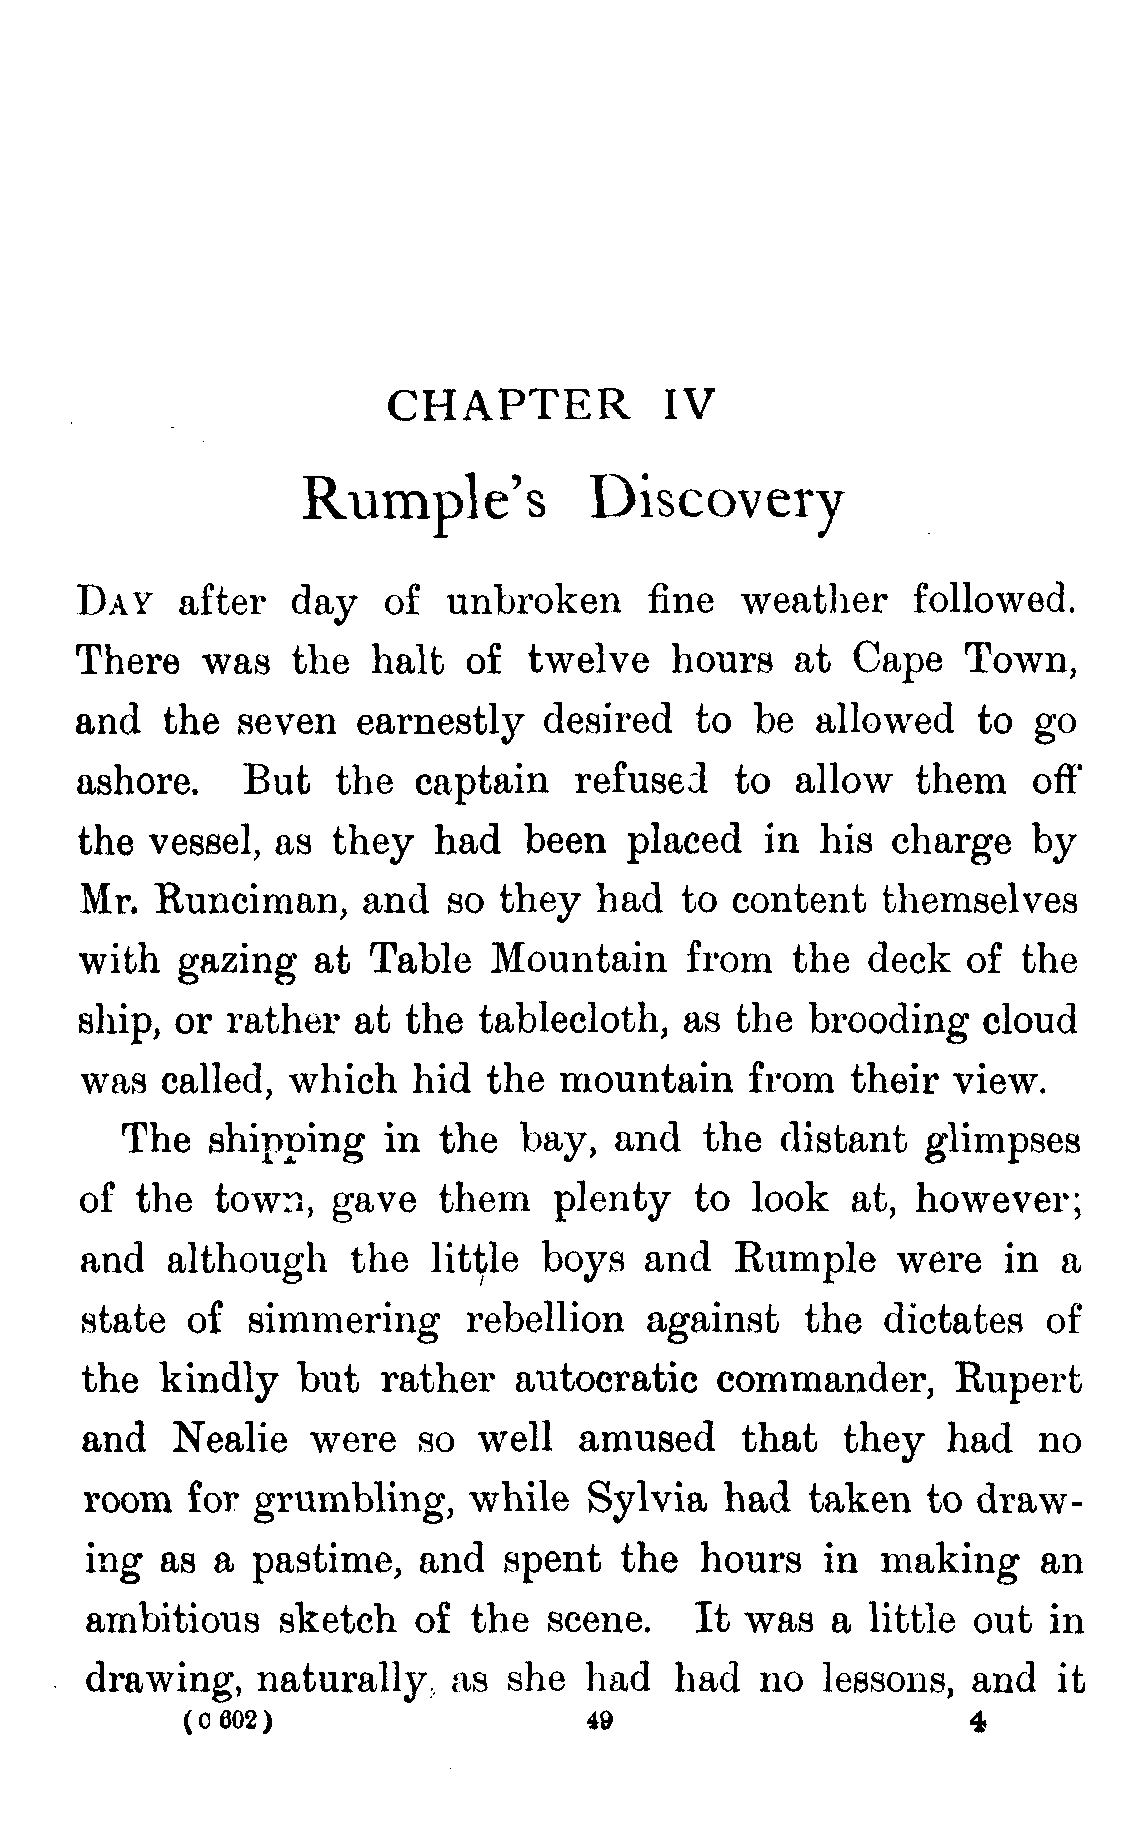 CHAPTER IV
Rumple's Discovery
DAY after day of unbroken fine weather followed.
There was the halt of twelve hours at Cape Town,
and the seven earnestly desired to be allowed to go
ashore. But the captain refused to allow them off
the vessel, as they had been placed in his charge by
Mr. Runciman, and so they had to content themselves
with gazing at Table Mountain from the deck of the
ship, or rather at the tablecloth, as the brooding cloud
was called, which hid the mountain from their view.
The shipping in the bay, and the distant glimpses
of the town, gave them plenty to look at, however;
and although the little boys and Rumple were in a
state of simmering rebellion against the dictates of
the kindly but rather autocratic commander, Rupert
and Nealie were so well amused that they had no
room for grumbling, while Sylvia had taken to draw-
ing as a pastime, and spent the hours in making an
ambitious sketch of the scene. It was a little out in
drawing, naturally, as she had had no lessons, and it
(C 602) 49 4